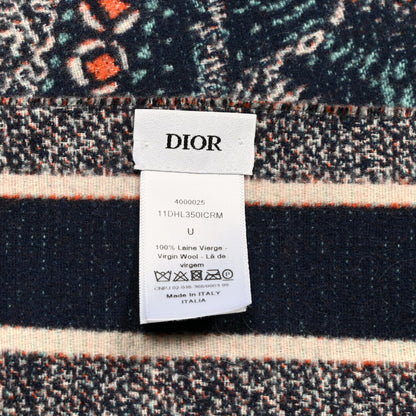 DIOR
4000025
11DHL350ICRM
U
100% Laine Vierge -
Virgin Wool - Lã de
virgem
Made in ITALY
ITALIA